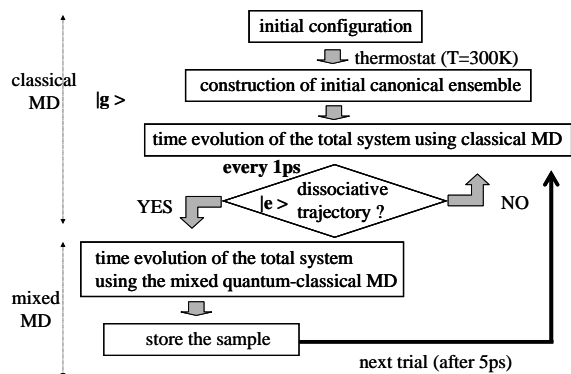 initial configuration
thermostat (T=300K)
classical
MD
|g >
construction of initial canonical ensemble
time evolution of the total system using classical MD
every 1ps
dissociative
|e > trajectory ?
YES
NO
time evolution of the total system
using the mixed quantum-classical MD
mixed
MD
store the sample
next trial (after 5ps)